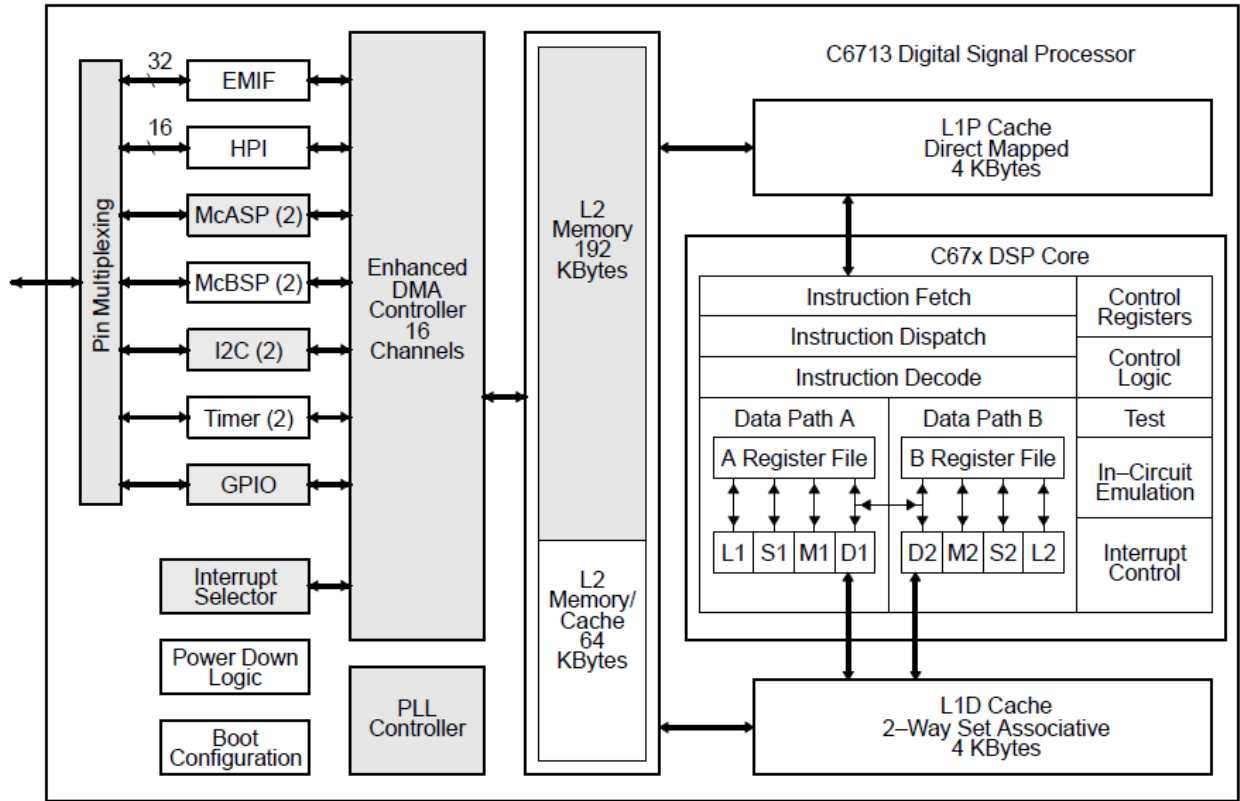 C6713 Digital Signal Processor
32
EMIF
16
HPI
McASP (2)
McBSP (2)
I2C (2)
Timer (2)
GPIO
Pin Multiplexing
Interrupt
Selector
Power Down
Logic
Boot
Configuration
Enhanced
DMA
Controller
16
Channels
PLL
Controller
L2
Memory
192
KBytes
L2
Memory/
Cache
64
KBytes
L1P Cache
Direct Mapped
4 KBytes
C67x DSP Core
Instruction Fetch
Instruction Dispatch
Instruction Decode
Control
Registers
Control
Logic
Test
In–Circuit
Emulation
Interrupt
Control
Data Path A
A Register File
L1 S1 M1 D1
Data Path B
B Register File
D2 M2 S2 L2
L1D Cache
2–Way Set Associative
4 KBytes